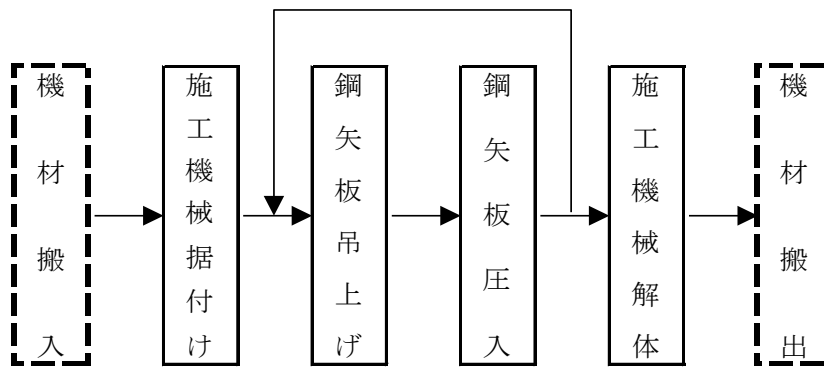 機材搬入
施工機械据付け
鋼矢板吊上げ
鋼矢板圧入
施工機械解体
機材搬出